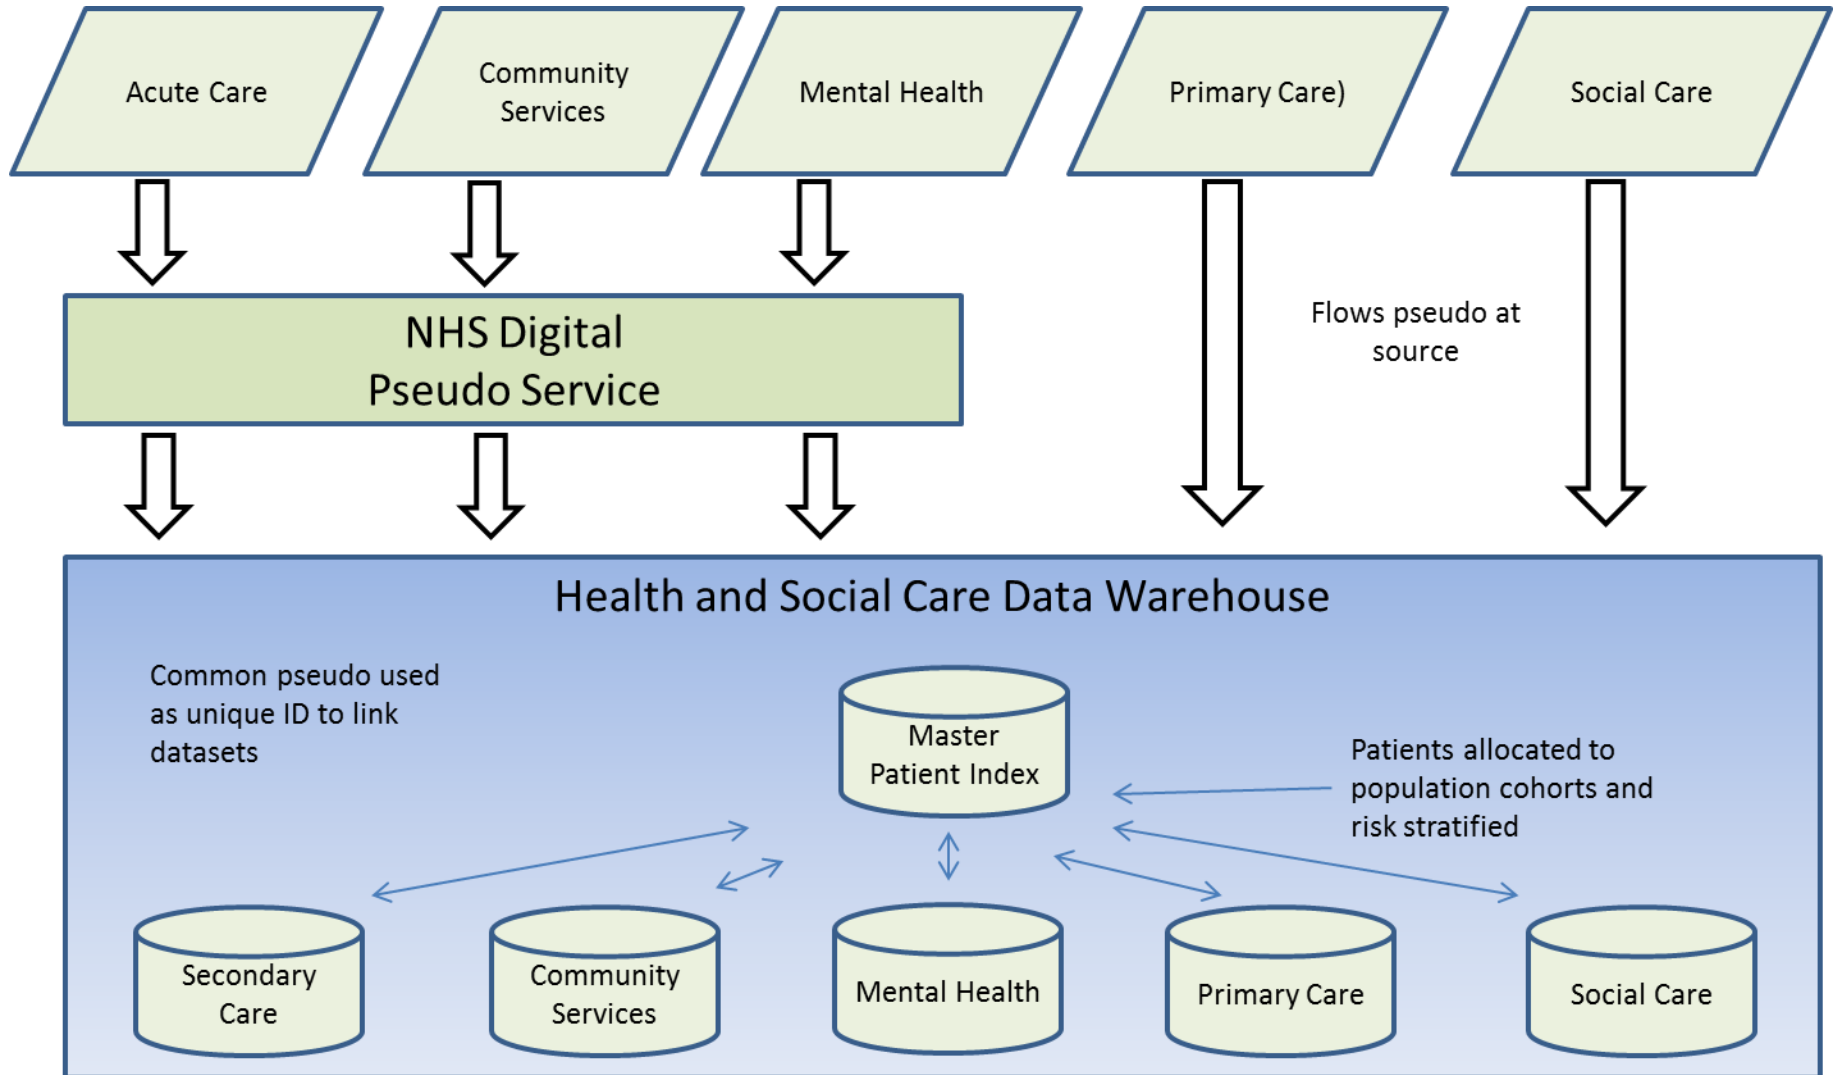 Acute Care
Community
Services
Mental Health
Primary Care)
Social Care
NHS Digital
Pseudo Service
Flows pseudo at
source
Health and Social Care Data Warehouse
Common pseudo used
as unique ID to link
datasets
Master
Patient Index
Patients allocated to
population cohorts and
risk stratified
Secondary
Care
Community
Services
Mental Health
Primary Care
Social Care